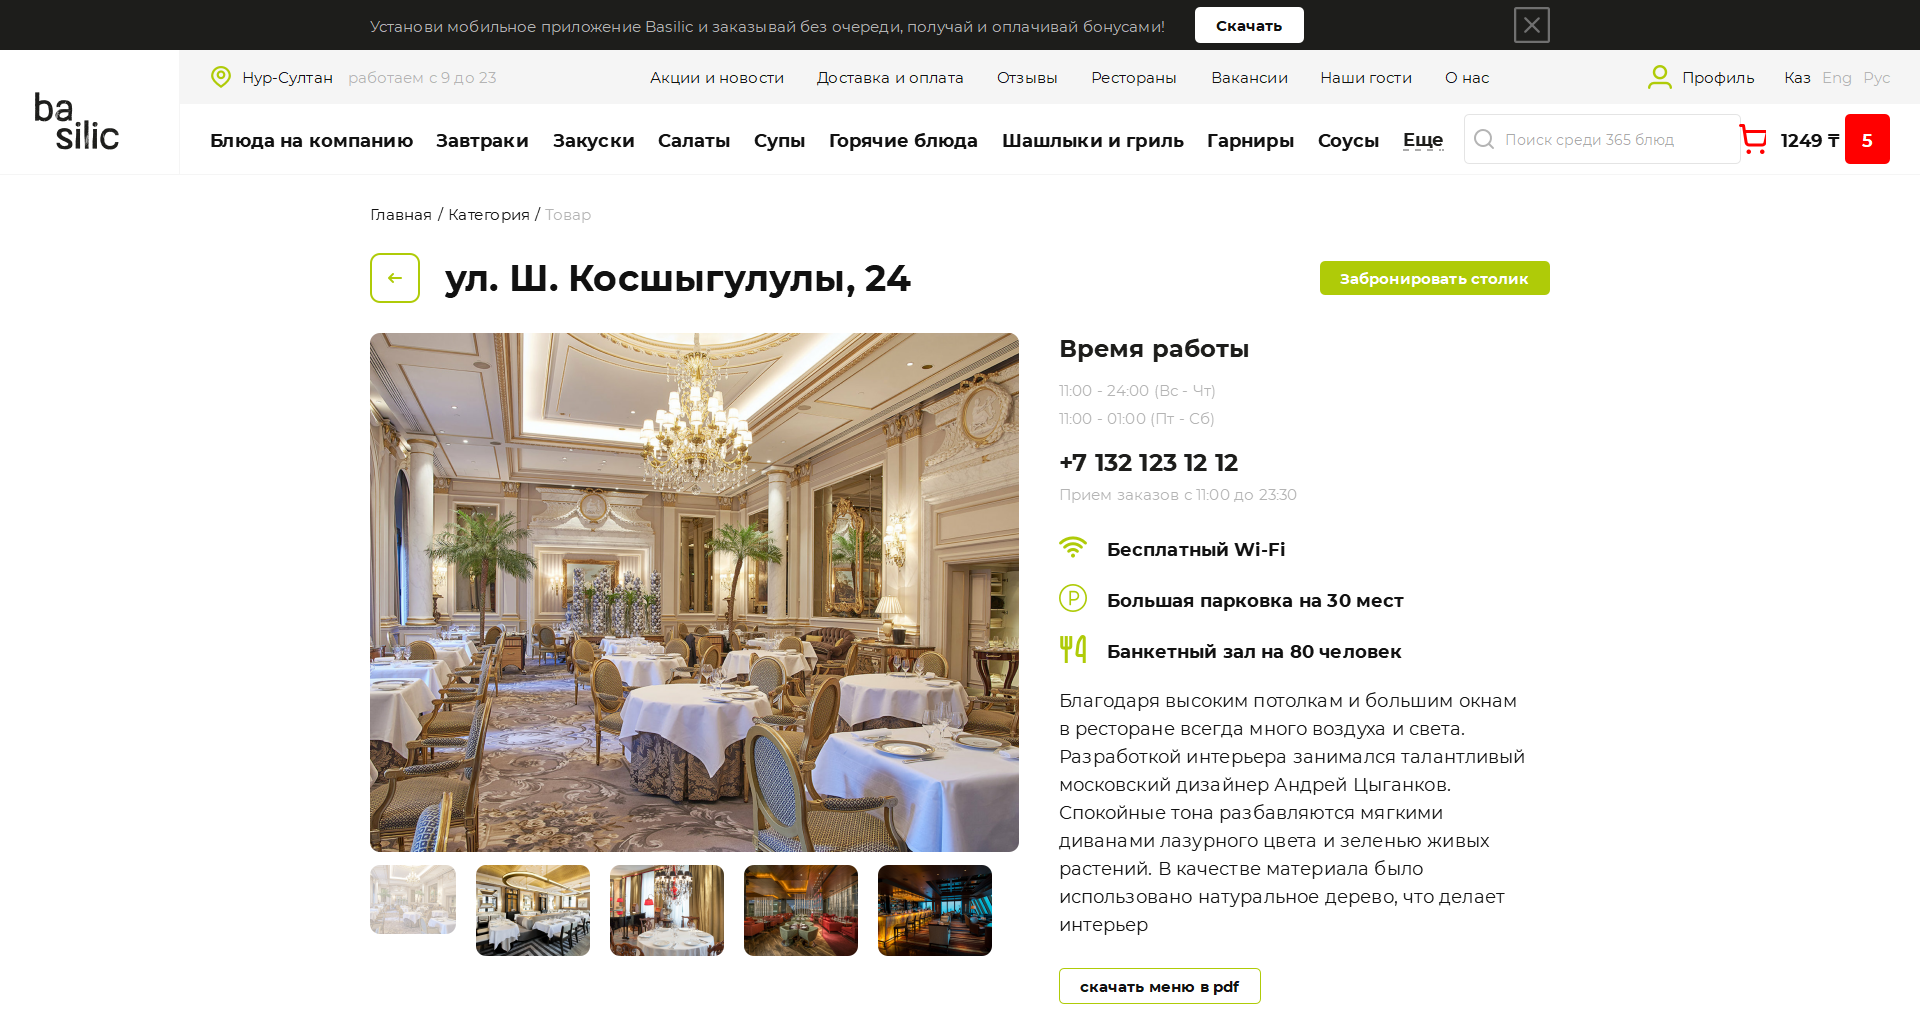 Установи мобильное приложение Basilic и заказывай без очереди, получай и оплачивай бонусами!
Скачать
ba
silic
Нур-Султан
работаем с 9 до 23
Акции и новости
Доставка и оплата
Отзывы
Рестораны
Вакансии
Наши гости
О нас
Профиль
Каз Eng Рус
Блюда на компанию
Завтраки
Закуски
Салаты
Супы
Горячие блюда
Шашлыки и гриль
Гарниры
Соусы
Еще
Поиск среди 365 блюд
1249 ₸
5
Главная / Категория / Товар
ул. Ш. Косшыгулулы, 24
Забронировать столик
Время работы
11:00 - 24:00 (Вс - Чт)
11:00 - 01:00 (Пт - Сб)
+7 132 123 12 12
Прием заказов с 11:00 до 23:30
Бесплатный Wi-Fi
Большая парковка на 30 мест
Банкетный зал на 80 человек
Благодаря высоким потолкам и большим окнам
в ресторане всегда много воздуха и света.
Разработкой интерьера занимался талантливый
московский дизайнер Андрей Цыганков.
Спокойные тона разбавляются мягкими
диванами лазурного цвета и зеленью живых
растений. В качестве материала было
использовано натуральное дерево, что делает
интерьер
скачать меню в pdf